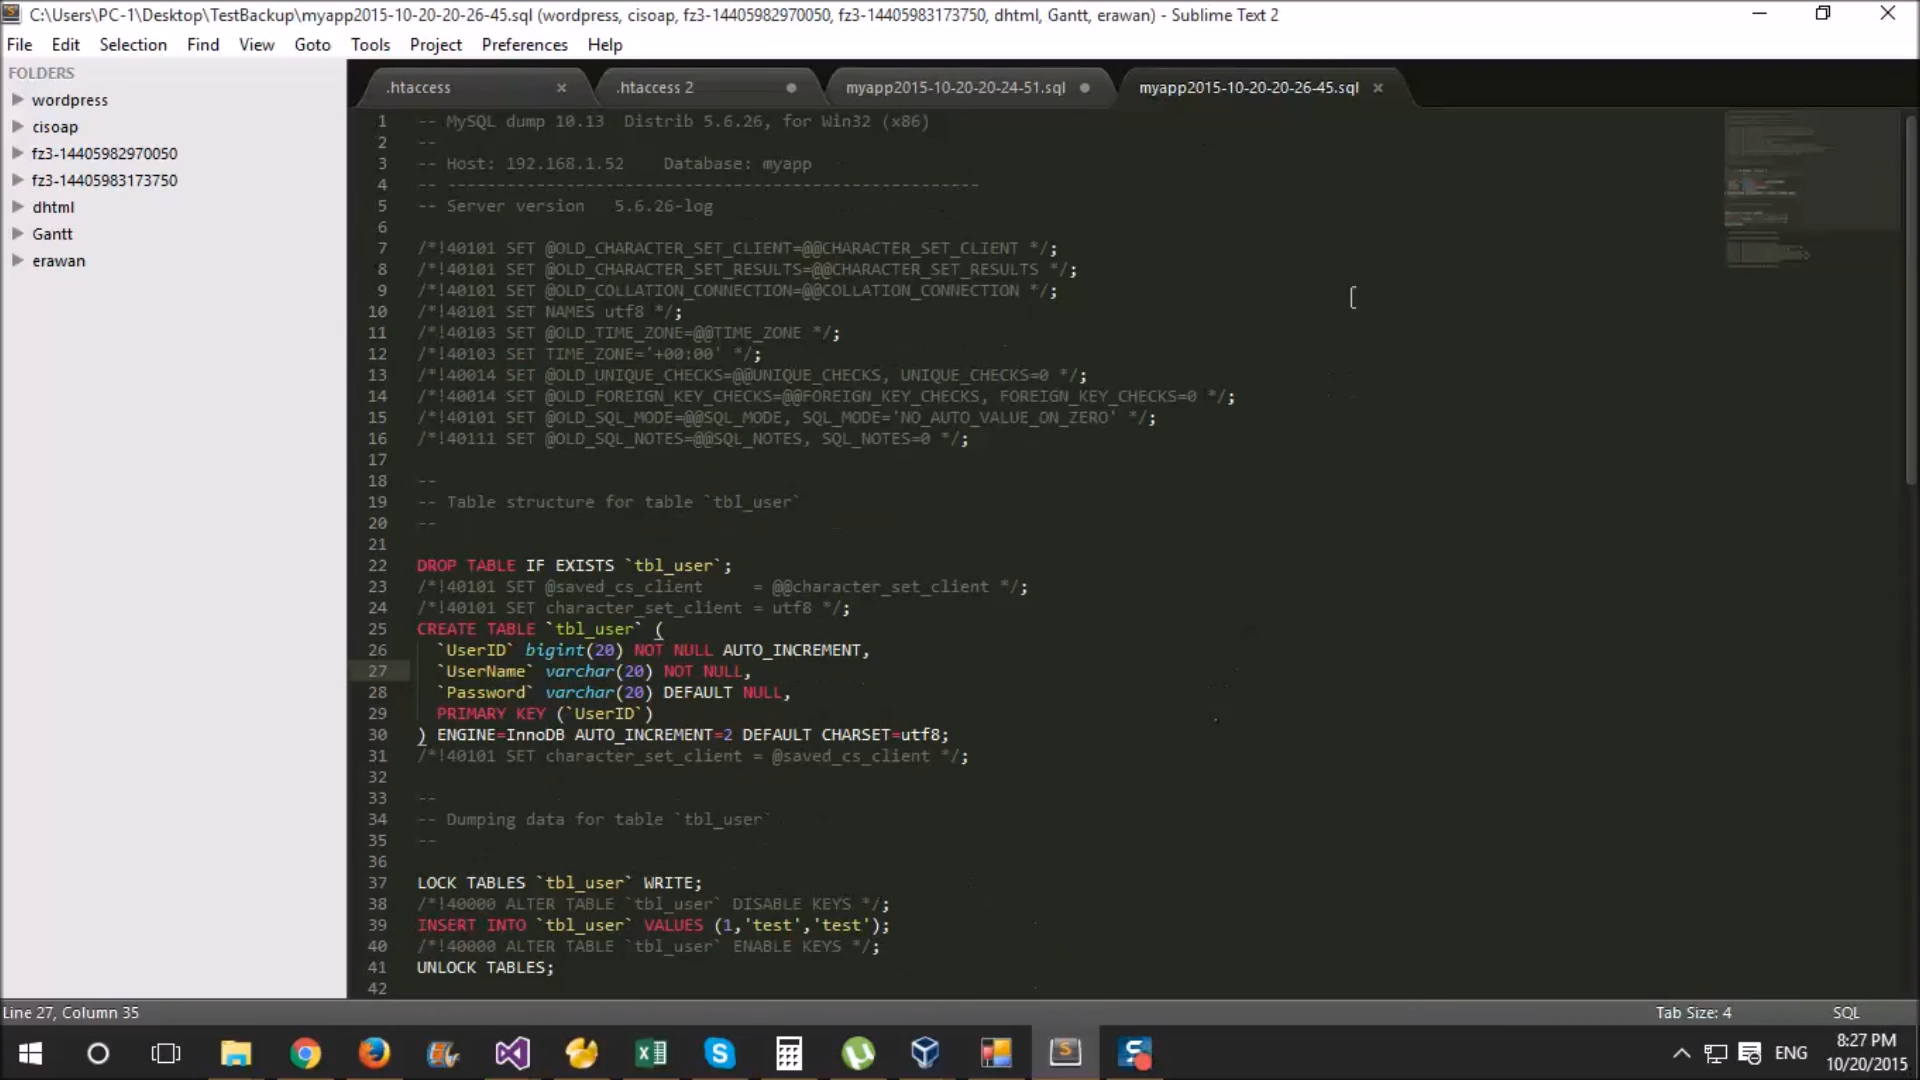 C:\Users\PC-1\Desktop\TestBackup\myapp2015-10-20-20-26-45.sql (wordpress, cisoap, fz3-14405982970050, fz3-14405983173750, dhtml, Gantt, erawan) - Sublime Text 2
File Edit Selection Find View Goto Tools Project Preferences Help
FOLDERS
wordpress
cisoap
fz3-14405982970050
fz3-14405983173750
dhtml
Gantt
erawan
.htaccess .htaccess 2 myapp2015-10-20-20-24-51.sql myapp2015-10-20-20-26-45.sql
1 -- MySQL dump 10.13  Distrib 5.6.26, for Win32 (x86)
2 --
3 -- Host: 192.168.1.52    Database: myapp
4 -- ------------------------------------------------------
5 -- Server version   5.6.26-log
6
7 /*!40101 SET @OLD_CHARACTER_SET_CLIENT=@@CHARACTER_SET_CLIENT */;
8 /*!40101 SET @OLD_CHARACTER_SET_RESULTS=@@CHARACTER_SET_RESULTS */;
9 /*!40101 SET @OLD_COLLATION_CONNECTION=@@COLLATION_CONNECTION */;
10 /*!40101 SET NAMES utf8 */;
11 /*!40103 SET @OLD_TIME_ZONE=@@TIME_ZONE */;
12 /*!40103 SET TIME_ZONE='+00:00' */;
13 /*!40014 SET @OLD_UNIQUE_CHECKS=@@UNIQUE_CHECKS, UNIQUE_CHECKS=0 */;
14 /*!40014 SET @OLD_FOREIGN_KEY_CHECKS=@@FOREIGN_KEY_CHECKS, FOREIGN_KEY_CHECKS=0 */;
15 /*!40101 SET @OLD_SQL_MODE=@@SQL_MODE, SQL_MODE='NO_AUTO_VALUE_ON_ZERO' */;
16 /*!40111 SET @OLD_SQL_NOTES=@@SQL_NOTES, SQL_NOTES=0 */;
17
18 --
19 -- Table structure for table `tbl_user`
20 --
21
22 DROP TABLE IF EXISTS `tbl_user`;
23 /*!40101 SET @saved_cs_client     = @@character_set_client */;
24 /*!40101 SET character_set_client = utf8 */;
25 CREATE TABLE `tbl_user` (
26   `UserID` bigint(20) NOT NULL AUTO_INCREMENT,
27   `UserName` varchar(20) NOT NULL,
28   `Password` varchar(20) DEFAULT NULL,
29   PRIMARY KEY (`UserID`)
30 ) ENGINE=InnoDB AUTO_INCREMENT=2 DEFAULT CHARSET=utf8;
31 /*!40101 SET character_set_client = @saved_cs_client */;
32
33 --
34 -- Dumping data for table `tbl_user`
35 --
36
37 LOCK TABLES `tbl_user` WRITE;
38 /*!40000 ALTER TABLE `tbl_user` DISABLE KEYS */;
39 INSERT INTO `tbl_user` VALUES (1,'test','test');
40 /*!40000 ALTER TABLE `tbl_user` ENABLE KEYS */;
41 UNLOCK TABLES;
42
Line 27, Column 35 Tab Size: 4 SQL
ENG
8:27 PM
10/20/2015